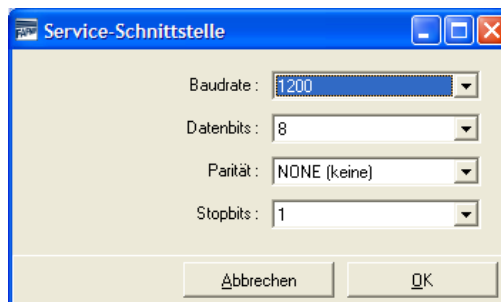 Service-Schnittstelle
Baudrate : 1200
Datenbits : 8
Parität : NONE (keine)
Stopbits : 1
Abbrechen OK